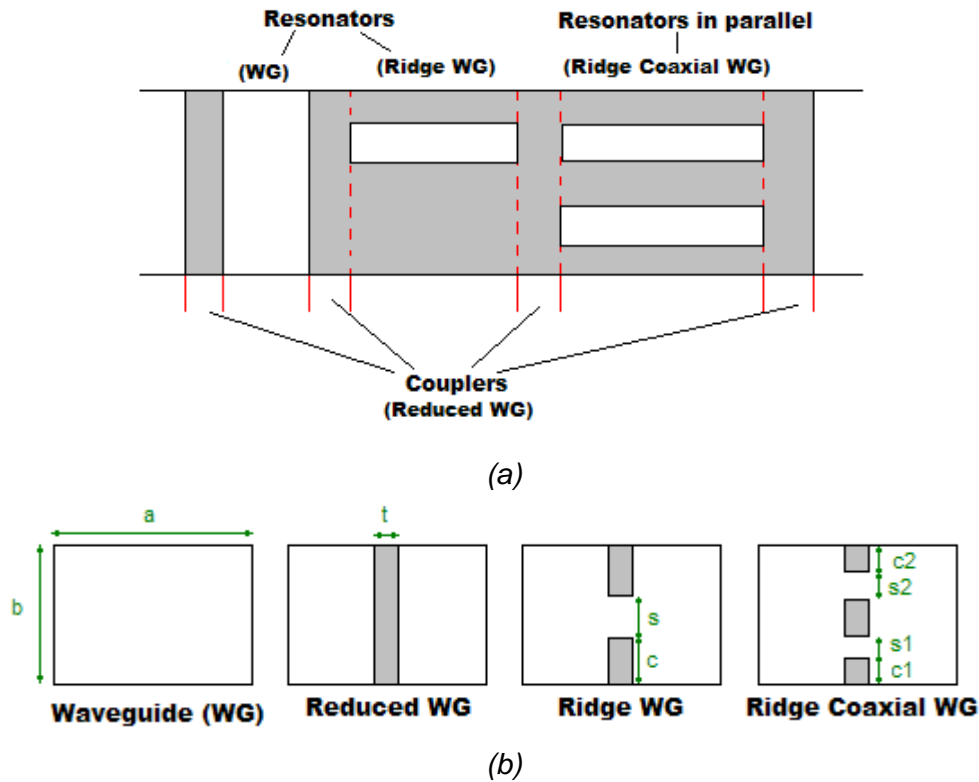 Resonators
Resonators in parallel
(WG)
(Ridge WG)
(Ridge Coaxial WG)
Couplers
(Reduced WG)
(a)
a
t
b
s
c
c2
s2
s1
c1
Waveguide (WG)
Reduced WG
Ridge WG
Ridge Coaxial WG
(b)